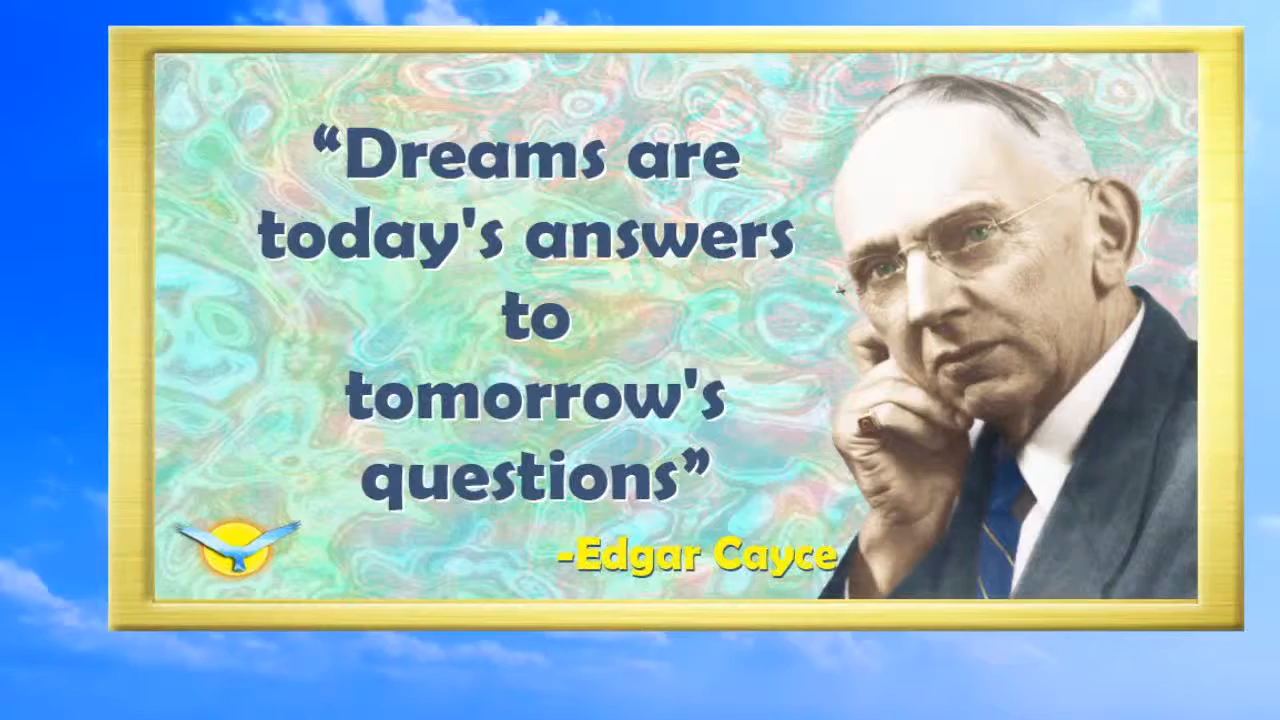 “Dreams are
today's answers
to
tomorrow's
questions”
-Edgar Cayce